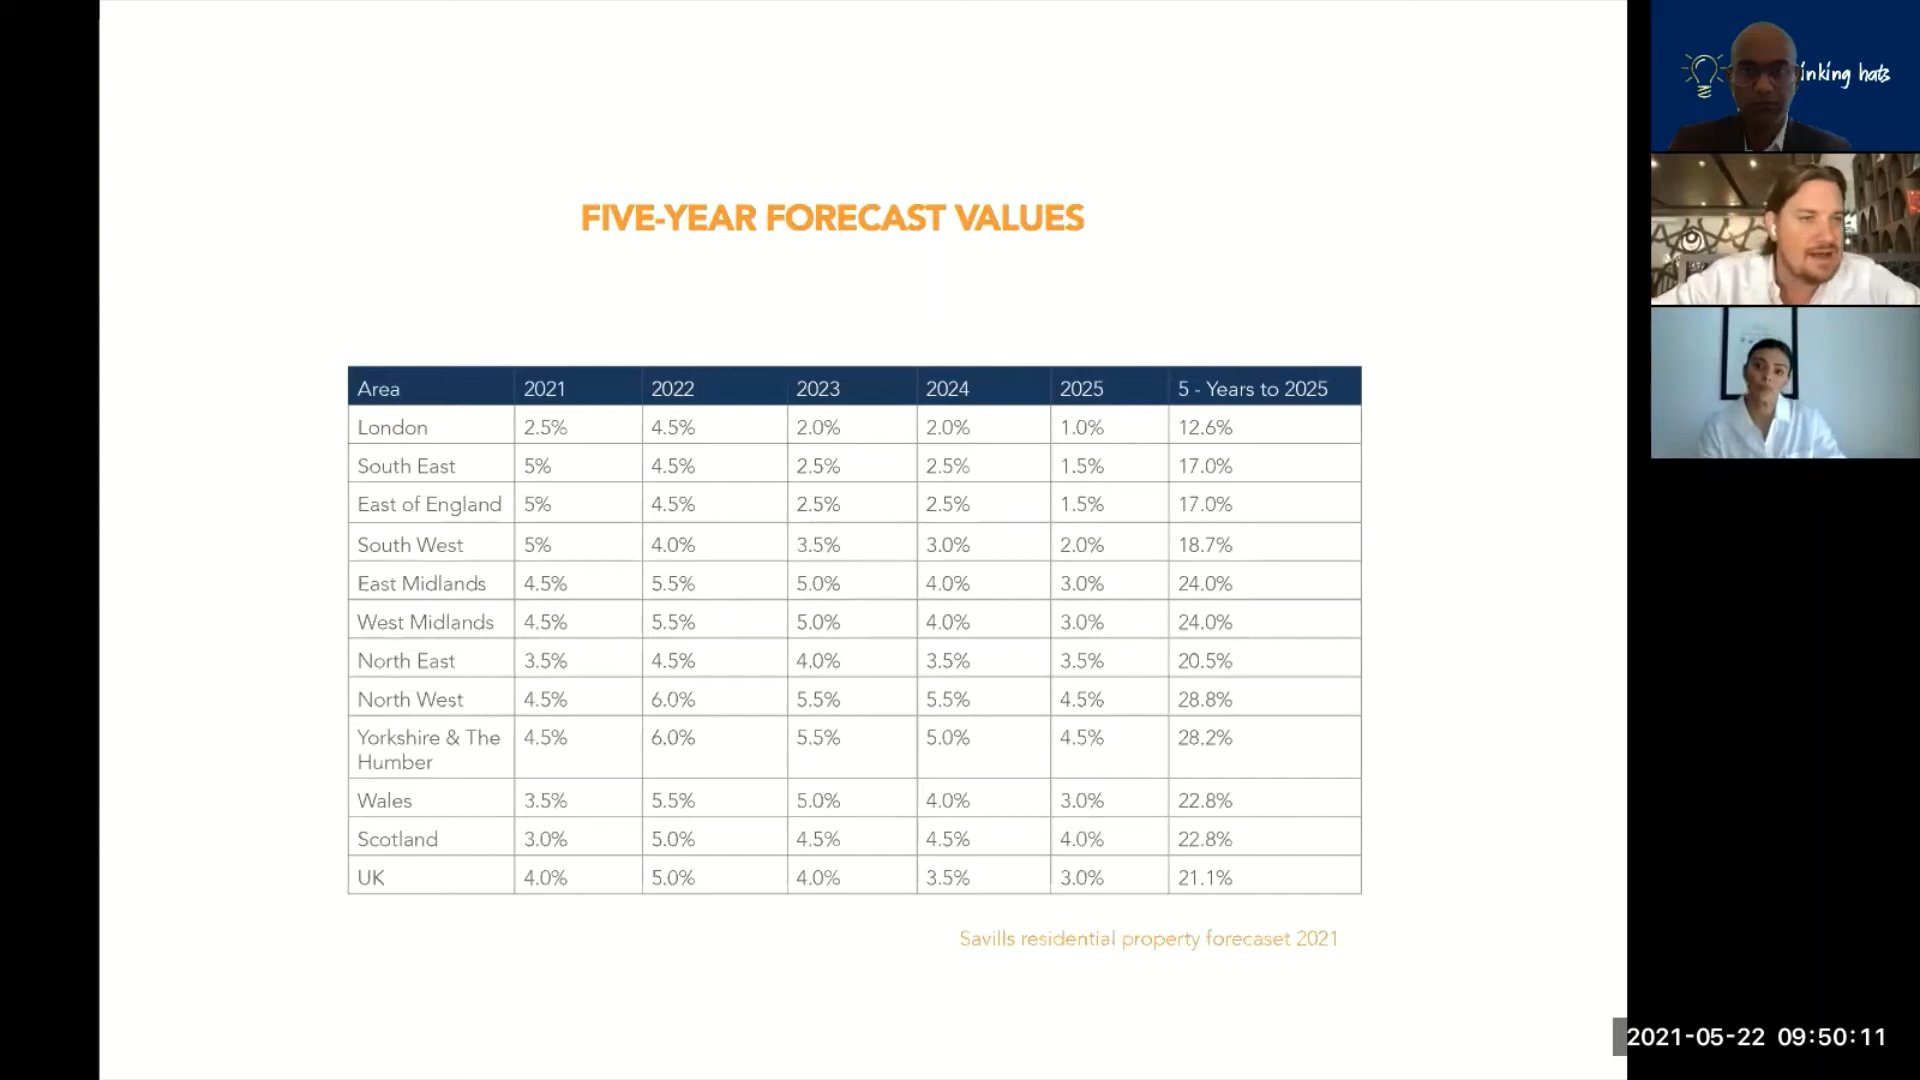 FIVE-YEAR FORECAST VALUES
Area 2021 2022 2023 2024 2025 5 - Years to 2025
London 2.5% 4.5% 2.0% 2.0% 1.0% 12.6%
South East 5% 4.5% 2.5% 2.5% 1.5% 17.0%
East of England 5% 4.5% 2.5% 2.5% 1.5% 17.0%
South West 5% 4.0% 3.5% 3.0% 2.0% 18.7%
East Midlands 4.5% 5.5% 5.0% 4.0% 3.0% 24.0%
West Midlands 4.5% 5.5% 5.0% 4.0% 3.0% 24.0%
North East 3.5% 4.5% 4.0% 3.5% 3.5% 20.5%
North West 4.5% 6.0% 5.5% 5.5% 4.5% 28.8%
Yorkshire & The 4.5% 6.0% 5.5% 5.0% 4.5% 28.2%
Humber
Wales 3.5% 5.5% 5.0% 4.0% 3.0% 22.8%
Scotland 3.0% 5.0% 4.5% 4.5% 4.0% 22.8%
UK 4.0% 5.0% 4.0% 3.5% 3.0% 21.1%
Savills residential property forecaset 2021
inking hats
2021-05-22 09:50:11